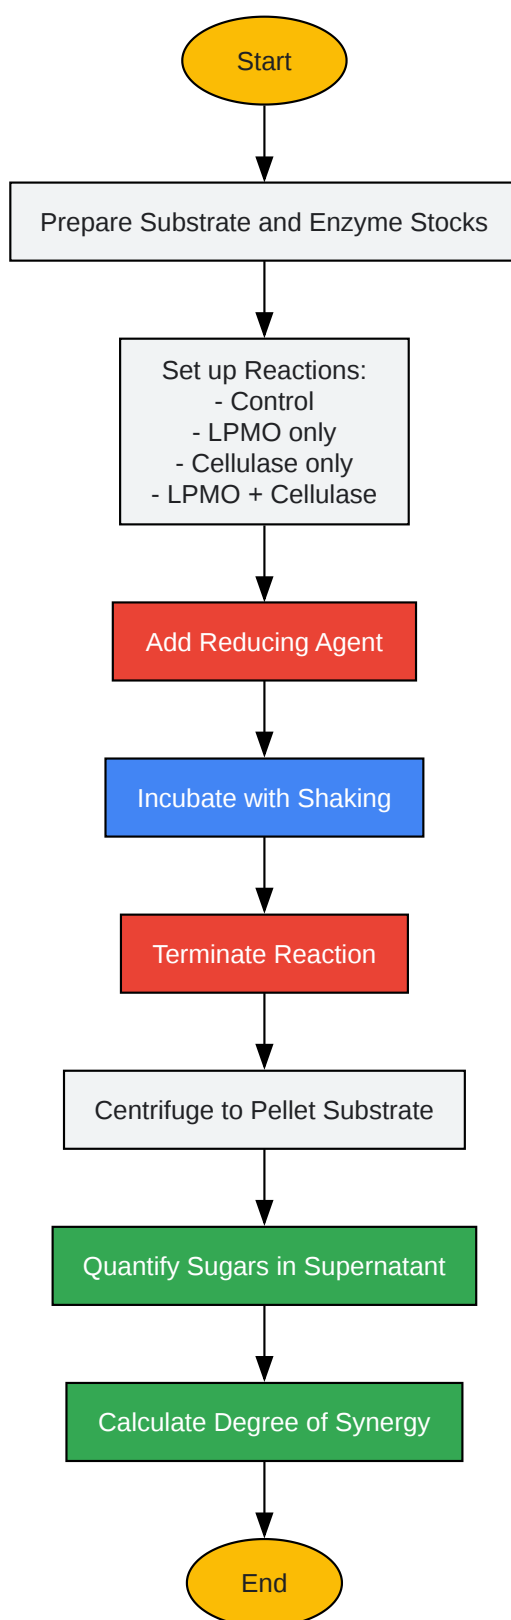 Start
Prepare Substrate and Enzyme Stocks
Set up Reactions:
- Control
- LPMO only
- Cellulase only
- LPMO + Cellulase
Add Reducing Agent
Incubate with Shaking
Terminate Reaction
Centrifuge to Pellet Substrate
Quantify Sugars in Supernatant
Calculate Degree of Synergy
End